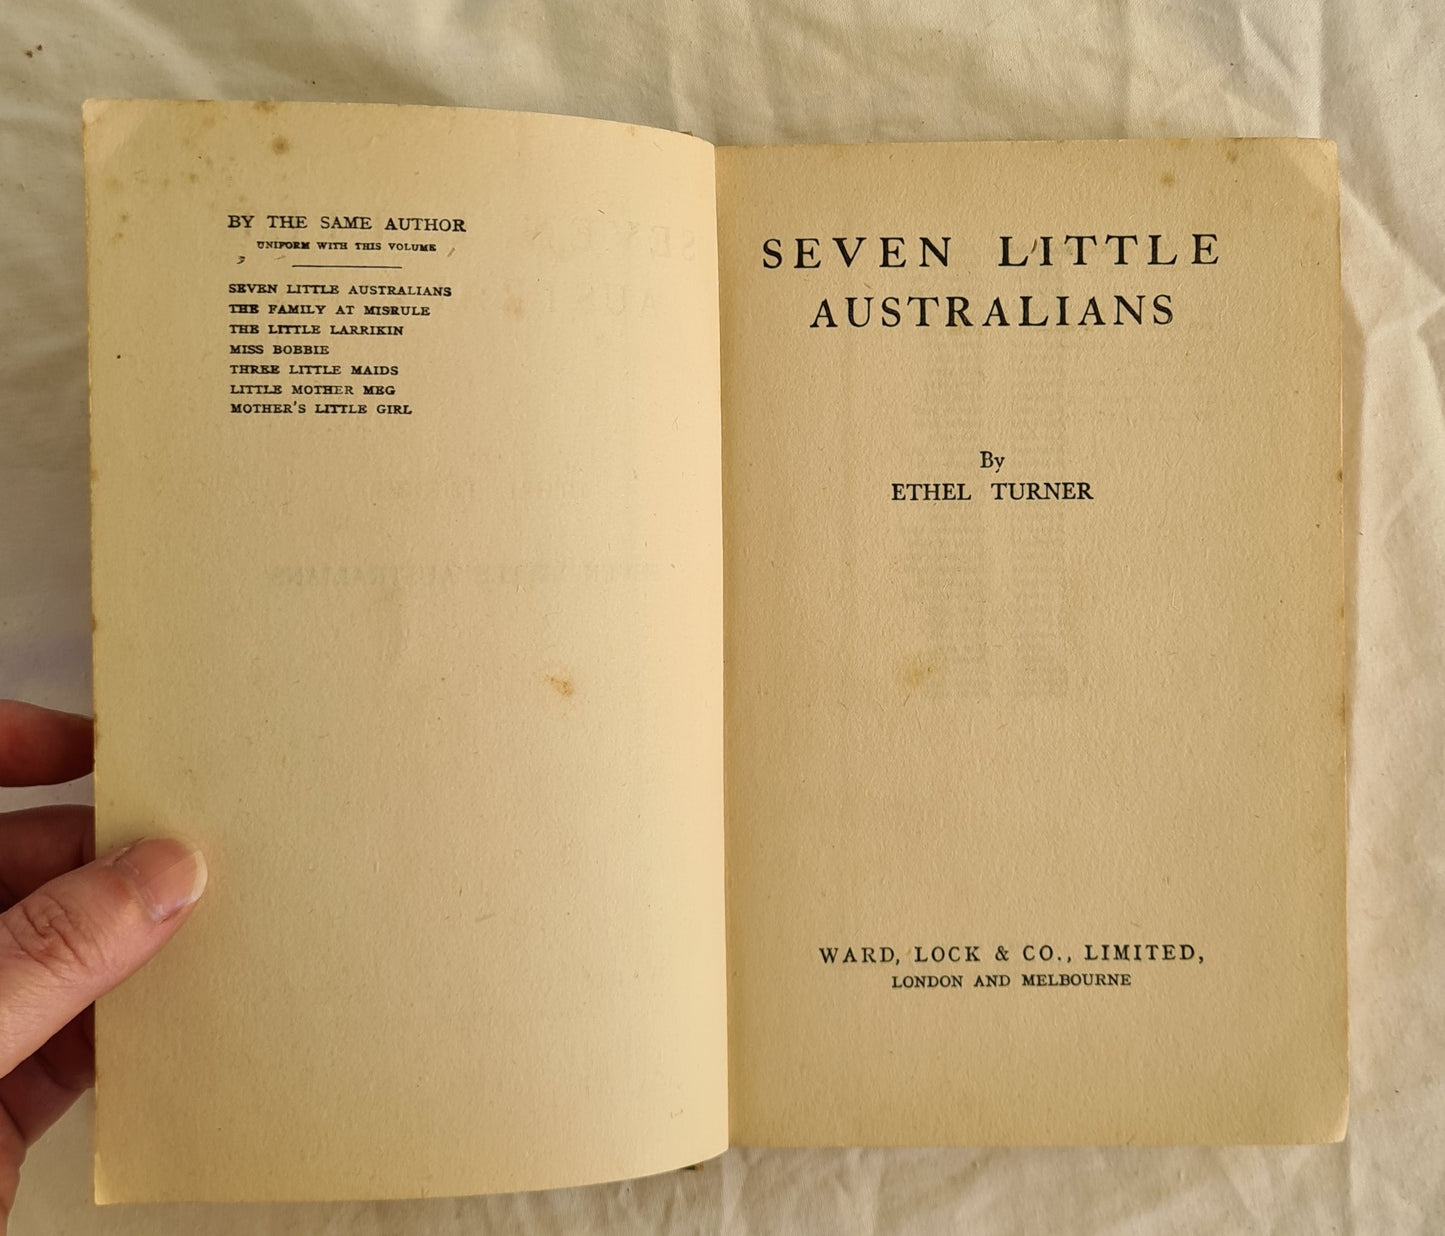 BY THE SAME AUTHOR
UNIFORM WITH THIS VOLUME
SEVEN LITTLE AUSTRALIANS
THE FAMILY AT MISRULE
THE LITTLE LARRIKIN
MISS BOBBIE
THREE LITTLE MAIDS
LITTLE MOTHER MEG
MOTHER'S LITTLE GIRL
SEVEN LITTLE
AUSTRALIANS
By
ETHEL TURNER
WARD, LOCK & CO., LIMITED,
LONDON AND MELBOURNE